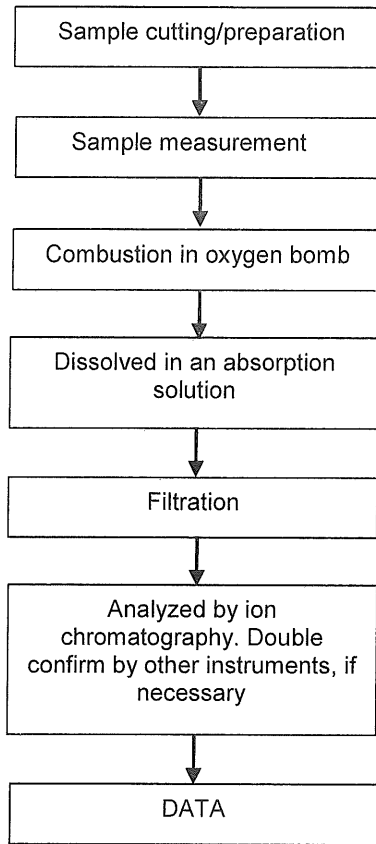 Sample cutting/preparation
Sample measurement
Combustion in oxygen bomb
Dissolved in an absorption
solution
Filtration
Analyzed by ion
chromatography. Double
confirm by other instruments, if
necessary
DATA